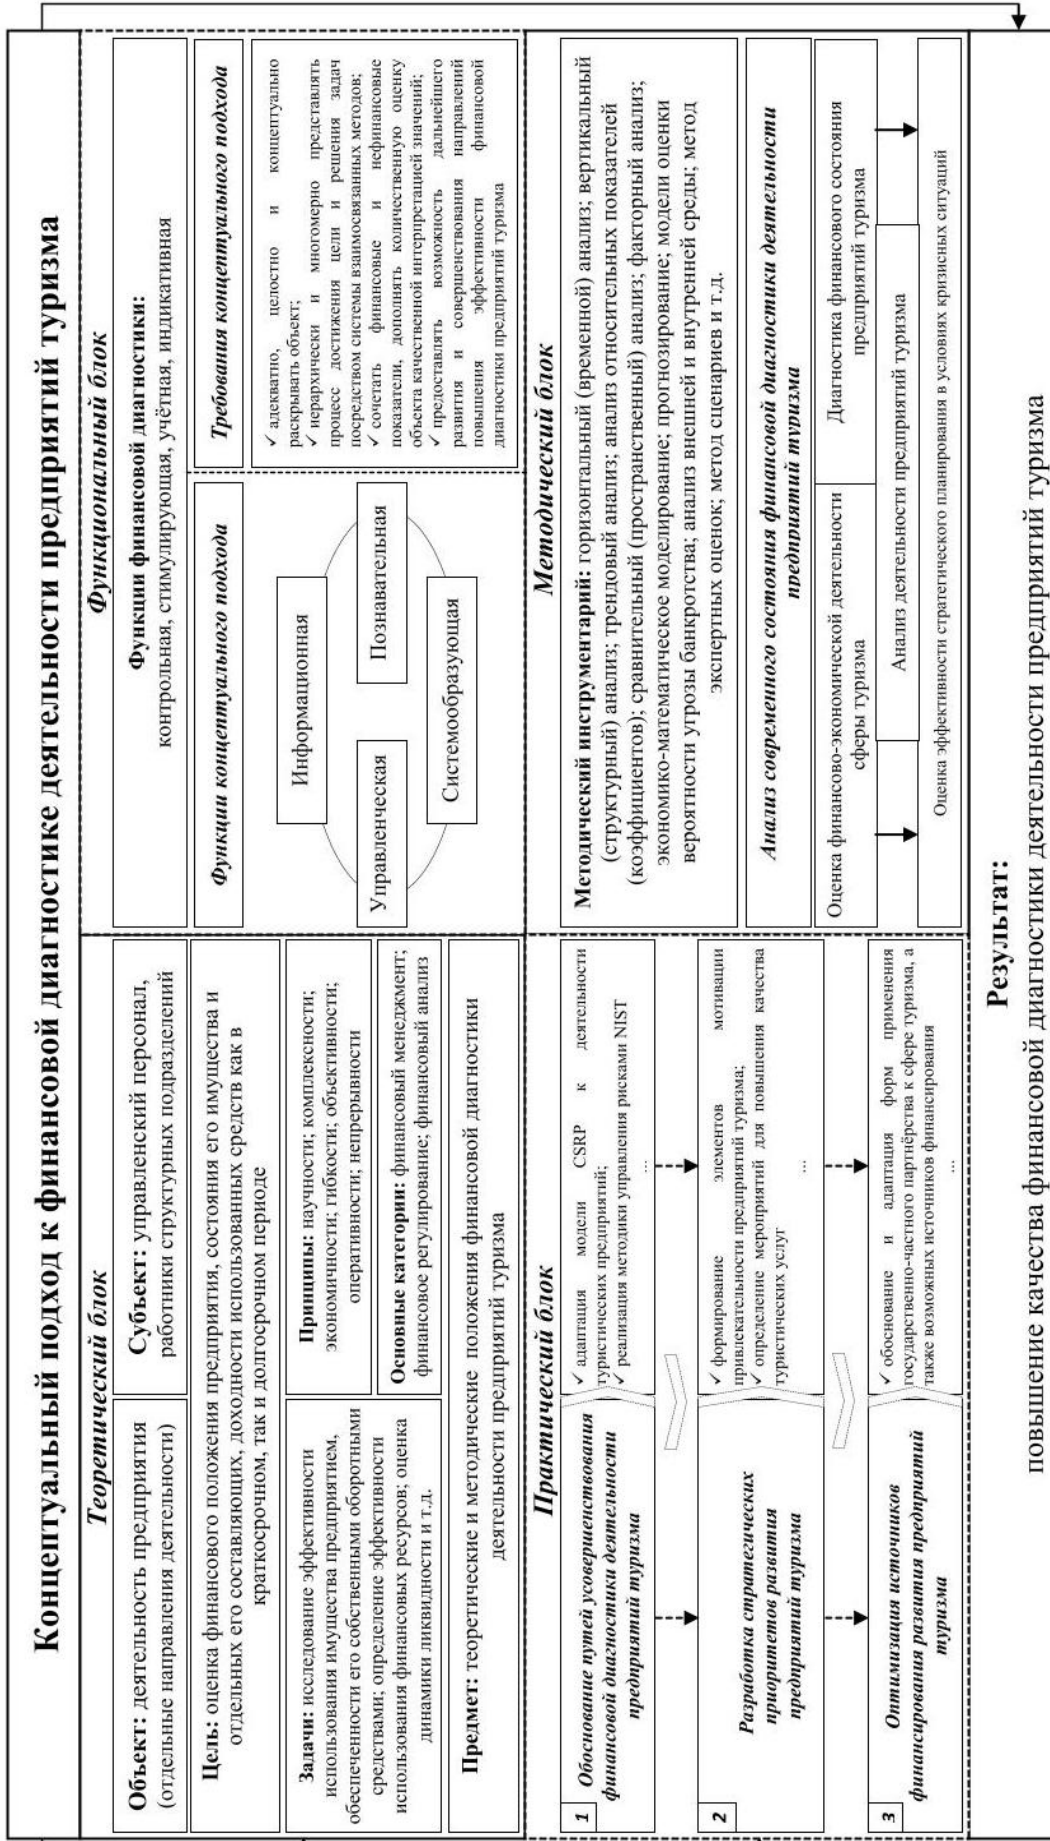 Концептуальный подход к финансовой диагностике деятельности предприятий туризма
Теоретический блок
Объект: деятельность предприятия
(отдельные направления деятельности)
Субъект: управленский персонал,
работники структурных подразделений
Цель: оценка финансового положения предприятия, состояния его имущества и
отдельных его составляющих, доходности использованных средств как в
краткосрочном, так и долгосрочном периоде
Задачи: исследование эффективности
использования имущества предприятием,
обеспеченности его собственными оборотными
средствами; определение эффективности
использования финансовых ресурсов; оценка
динамики ликвидности и т.д.
Принципы: научности; комплексности;
экономичности; гибкости; объективности;
оперативности; непрерывности
Основные категории: финансовый менеджмент;
финансовое регулирование; финансовый анализ
Предмет: теоретические и методические положения финансовой диагностики
деятельности предприятий туризма
Функциональный блок
Функции финансовой диагностики:
контрольная, стимулирующая, учётная, индикативная
Функции концептуального подхода
Информационная
Управленческая
Познавательная
Системообразующая
Требования концептуального подхода
✓ адекватно, целостно и концептуально
раскрывать объект;
✓ иерархически и многомерно представлять
процесс достижения цели и решения задач
посредством системы взаимосвязанных методов;
✓ сочетать финансовые и нефинансовые
показатели, дополнять количественную оценку
объекта качественной интерпретацией значений;
✓ предоставлять возможность дальнейшего
развития и совершенствования направлений
повышения эффективности финансовой
диагностики предприятий туризма
Практический блок
1
Обоснование путей усовершенствования
финансовой диагностики деятельности
предприятий туризма
✓ адаптация модели CSRP к деятельности
туристических предприятий;
✓ реализация методики управления рисками NIST
...
2
Разработка стратегических
приоритетов развития
предприятий туризма
✓ формирование элементов мотивации
привлекательности предприятий туризма;
✓ определение мероприятий для повышения качества
туристических услуг
...
3
Оптимизация источников
финансирования развития предприятий
туризма
✓ обоснование и адаптация форм применения
государственно-частного партнёрства к сфере туризма, а
также возможных источников финансирования
...
Методический блок
Методический инструментарий: горизонтальный (временной) анализ; вертикальный
(структурный) анализ; трендовый анализ; анализ относительных показателей
(коэффициентов); сравнительный (пространственный) анализ; факторный анализ;
экономико-математическое моделирование; прогнозирование; модели оценки
вероятности угрозы банкротства; анализ внешней и внутренней среды; метод
экспертных оценок; метод сценариев и т.д.
Анализ современного состояния финансовой диагностики деятельности
предприятий туризма
Оценка финансово-экономической деятельности
сферы туризма
Диагностика финансового состояния
предприятий туризма
Анализ деятельности предприятий туризма
Оценка эффективности стратегического планирования в условиях кризисных ситуаций
Результат:
повышение качества финансовой диагностики деятельности предприятий туризма